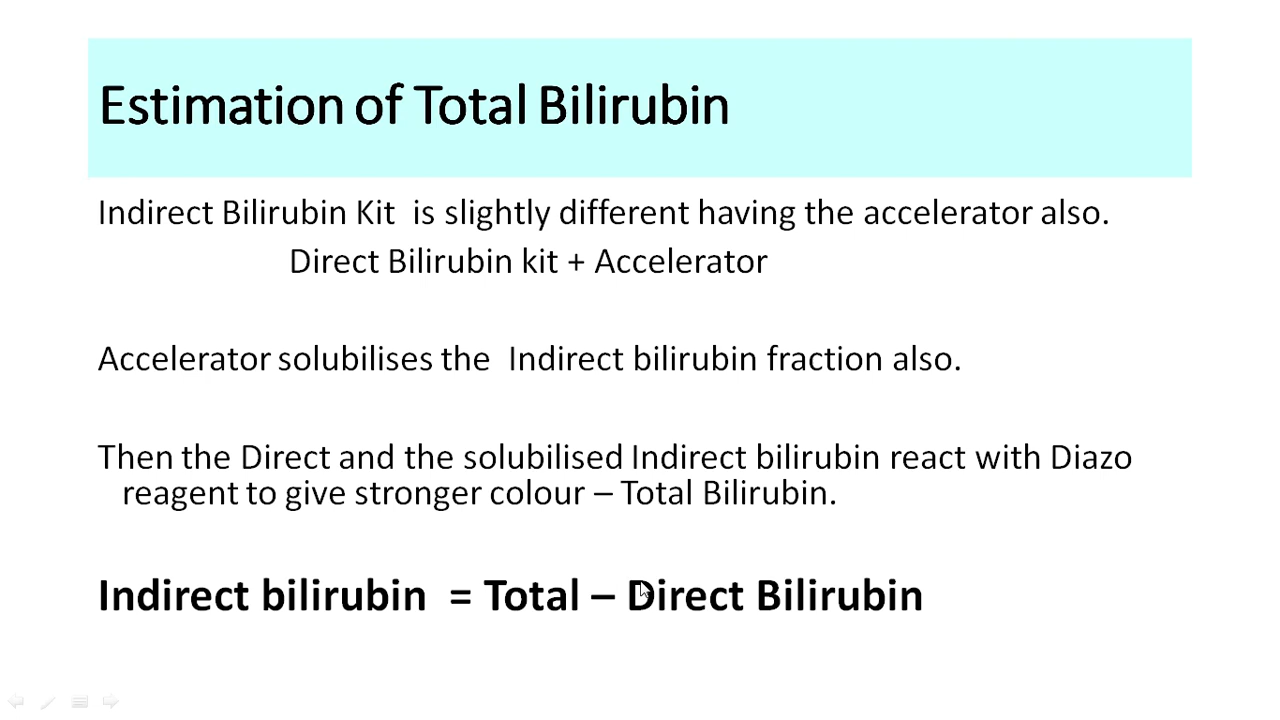 Estimation of Total Bilirubin
Indirect Bilirubin Kit  is slightly different having the accelerator also.
Direct Bilirubin kit + Accelerator
Accelerator solubilises the  Indirect bilirubin fraction also.
Then the Direct and the solubilised Indirect bilirubin react with Diazo
reagent to give stronger colour – Total Bilirubin.
Indirect bilirubin  = Total – Direct Bilirubin